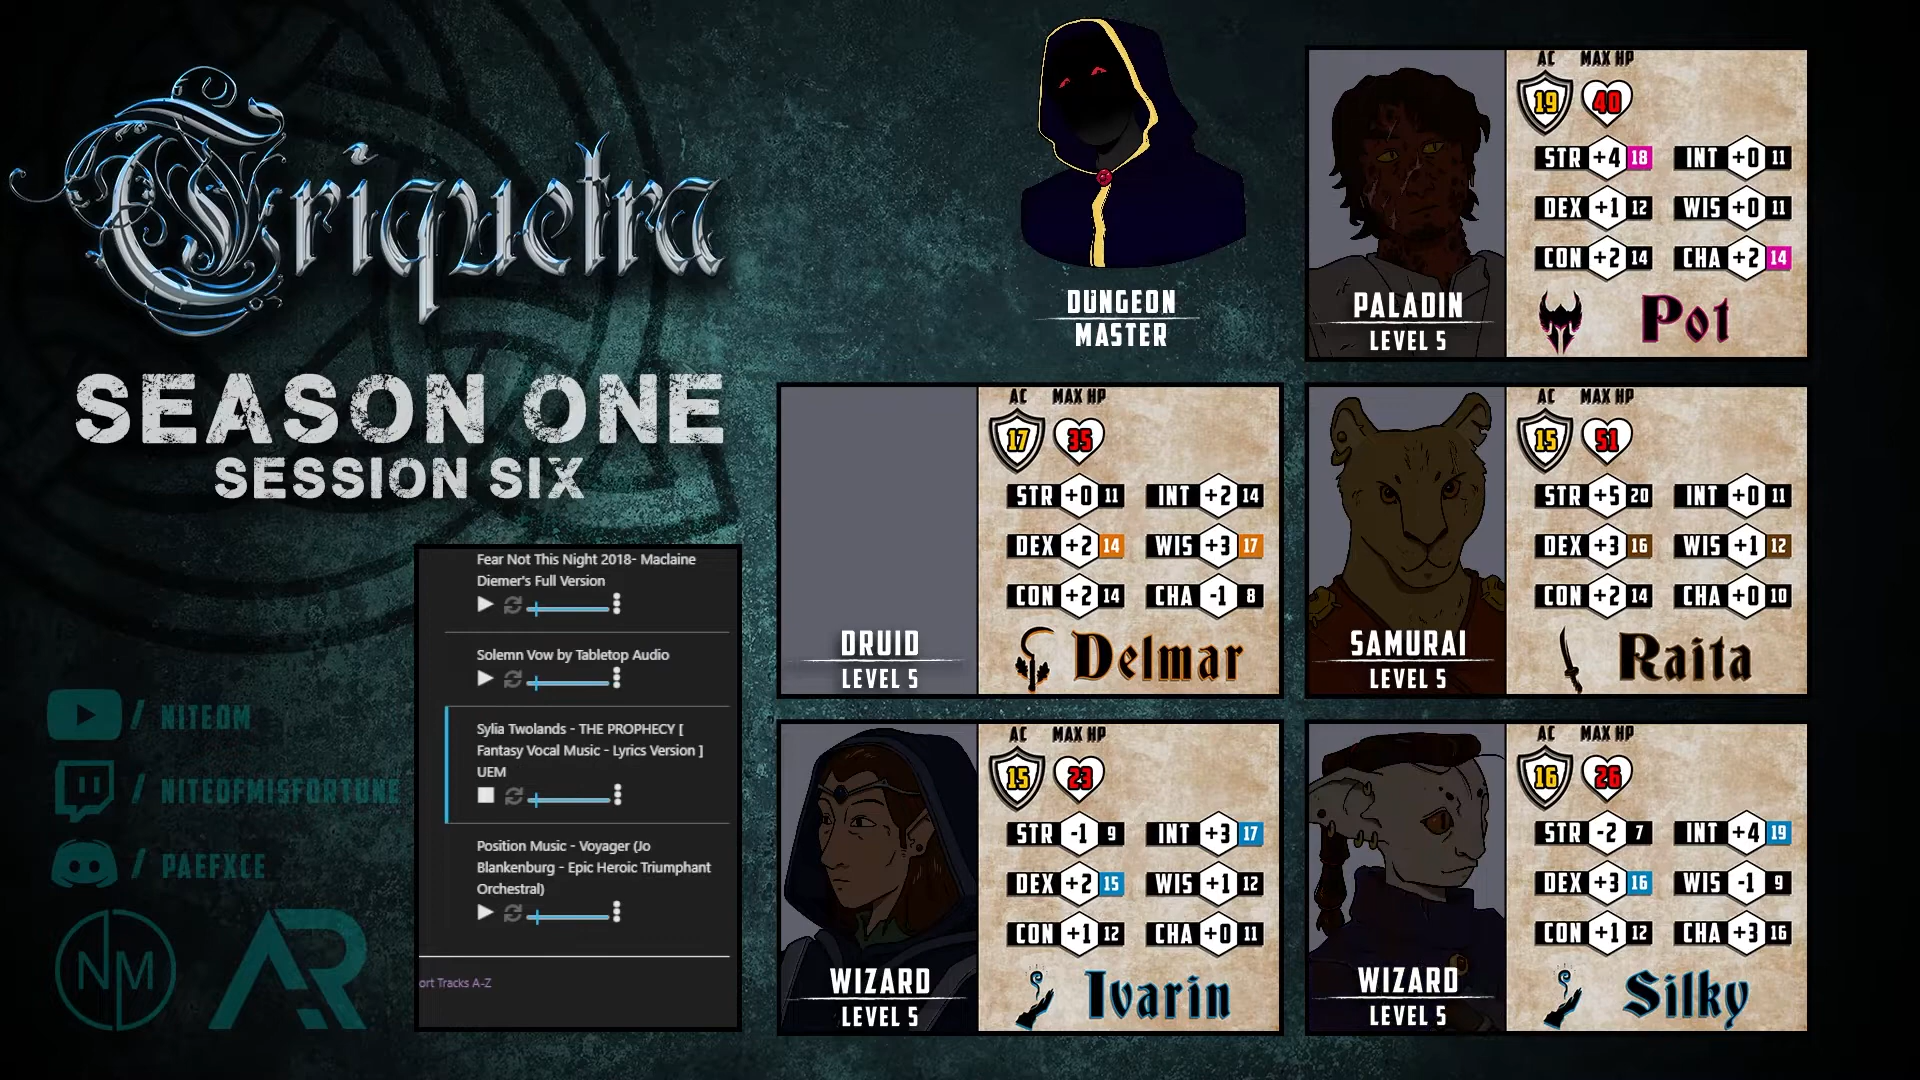 Triquetra
SEASON ONE
SESSION SIX
Fear Not This Night 2018- Maclaine
Diemer's Full Version
Solemn Vow by Tabletop Audio
Sylia Twolands - THE PROPHECY [
Fantasy Vocal Music - Lyrics Version ]
UEM
Position Music - Voyager (Jo
Blankenburg - Epic Heroic Triumphant
Orchestral)
ort Tracks A-Z
/ NITEOM
/ NITEOFMISFORTUNE
/ PAEFXCE
NM
AR
DUNGEON
MASTER
PALADIN
LEVEL 5
AC MAX HP
19 40
STR +4 18 INT +0 11
DEX +1 12 WIS +0 11
CON +2 14 CHA +2 14
Pot
DRUID
LEVEL 5
AC MAX HP
17 35
STR +0 11 INT +2 14
DEX +2 14 WIS +3 17
CON +2 14 CHA -1 8
Delmar
SAMURAI
LEVEL 5
AC MAX HP
15 51
STR +5 20 INT +0 11
DEX +3 16 WIS +1 12
CON +2 14 CHA +0 10
Raita
WIZARD
LEVEL 5
AC MAX HP
15 23
STR -1 9 INT +3 17
DEX +2 15 WIS +1 12
CON +1 12 CHA +0 11
Ivarin
WIZARD
LEVEL 5
AC MAX HP
16 26
STR -2 7 INT +4 19
DEX +3 16 WIS -1 9
CON +1 12 CHA +3 16
Silky